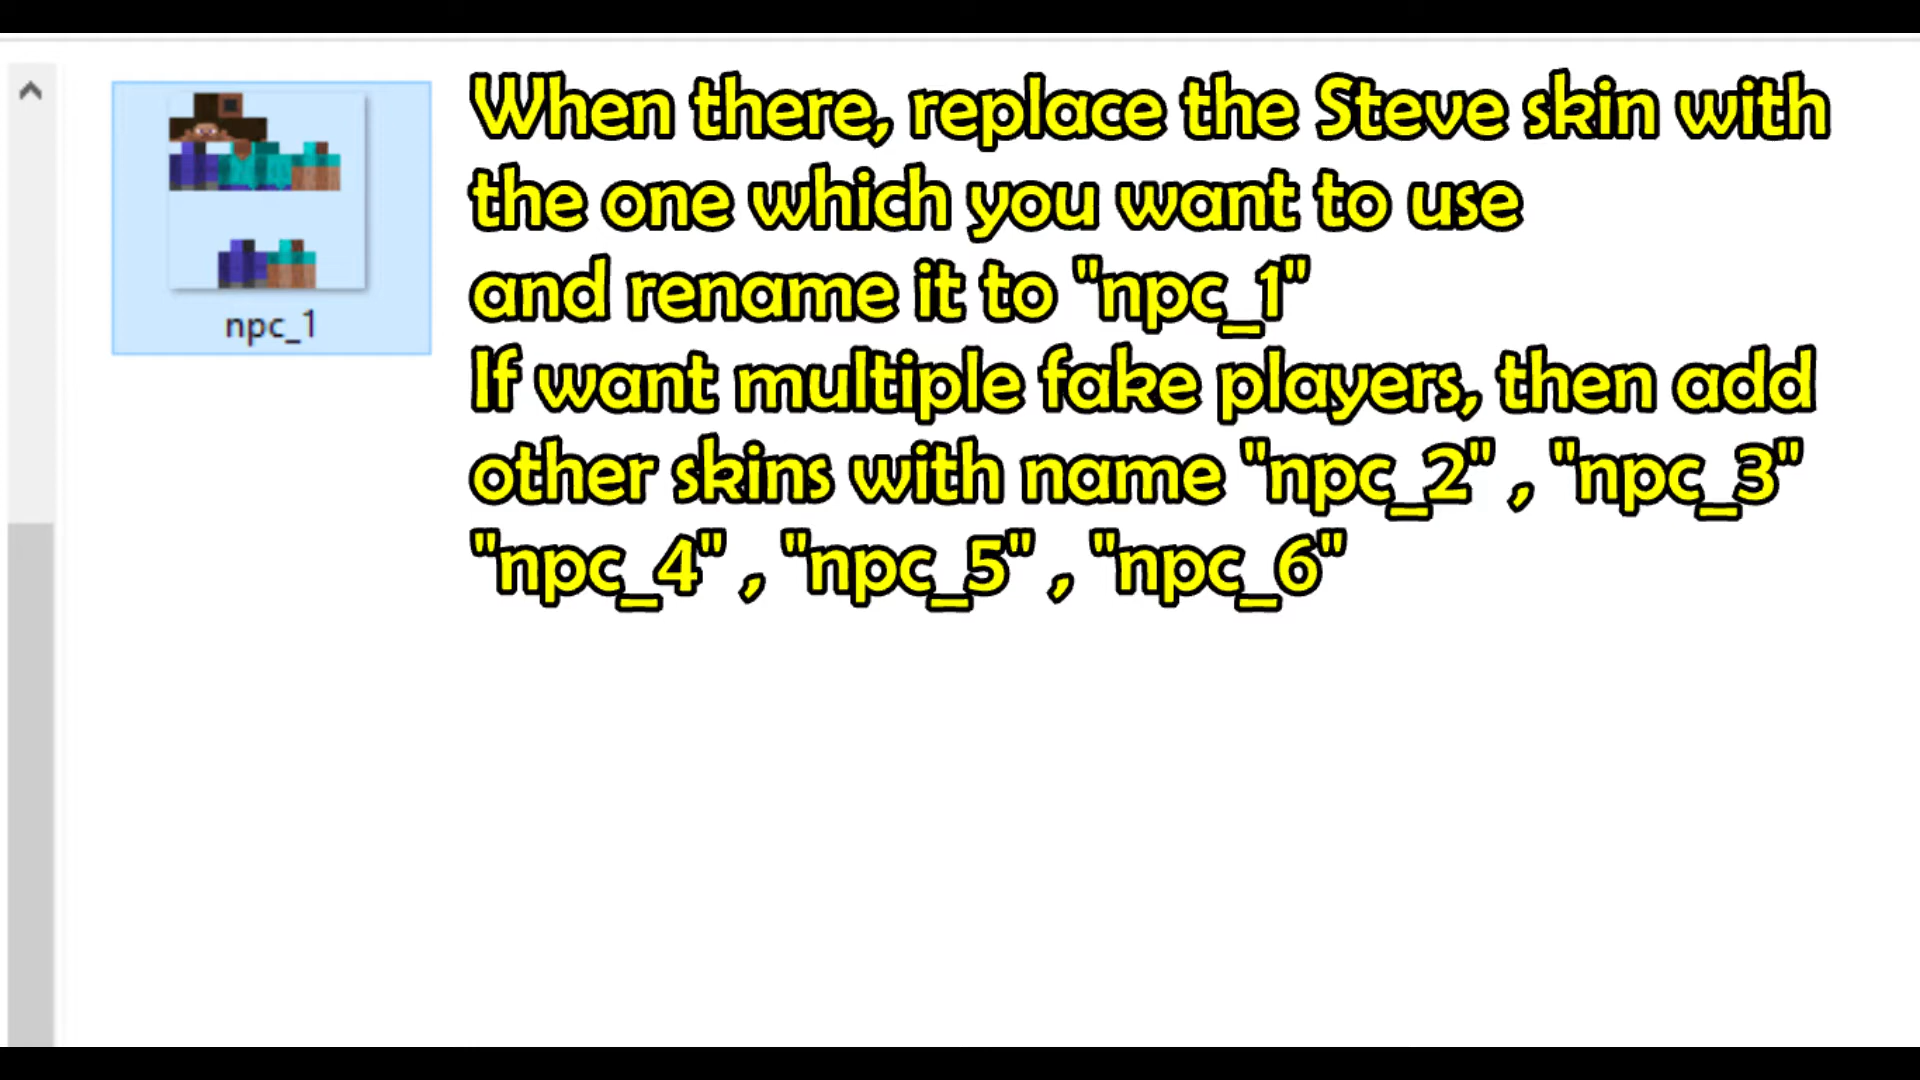 When there, replace the Steve skin with
the one which you want to use
and rename it to "npc_1"
If want multiple fake players, then add
other skins with name "npc_2" , "npc_3"
"npc_4" , "npc_5" , "npc_6"
npc_1